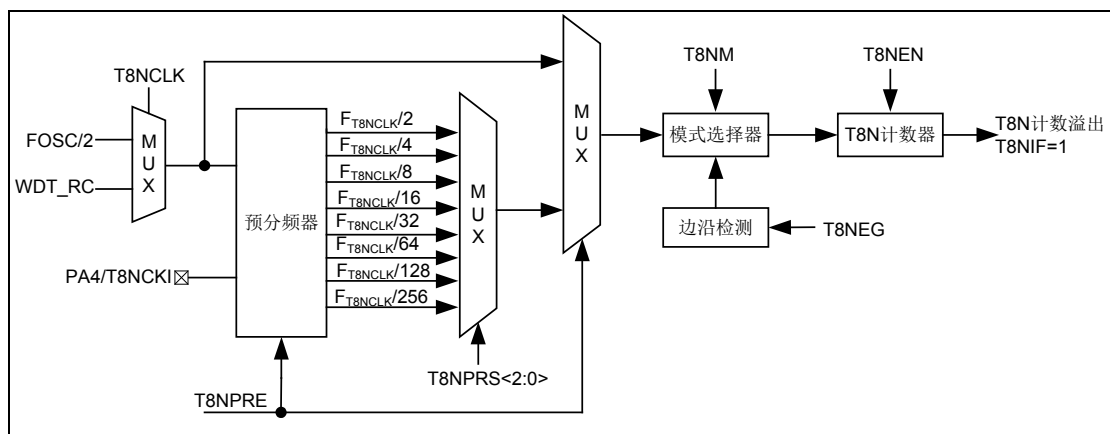 T8NCLK
FOSC/2
WDT_RC
MUX
PA4/T8NCKI
预分频器
F_T8NCLK/2
F_T8NCLK/4
F_T8NCLK/8
F_T8NCLK/16
F_T8NCLK/32
F_T8NCLK/64
F_T8NCLK/128
F_T8NCLK/256
MUX
T8NPRS<2:0>
T8NPRE
MUX
T8NM
模式选择器
边沿检测
T8NEG
T8NEN
T8N计数器
T8N计数溢出
T8NIF=1